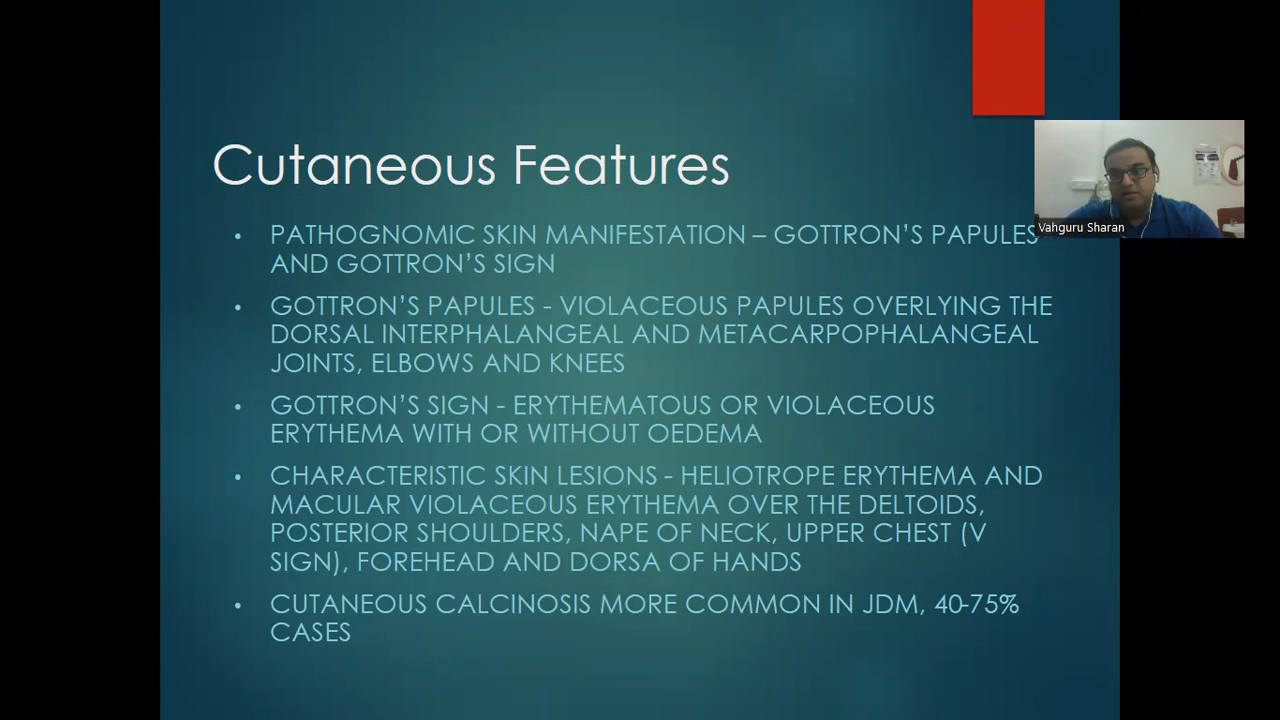 Cutaneous Features
• PATHOGNOMIC SKIN MANIFESTATION – GOTTRON’S PAPULES
AND GOTTRON’S SIGN
• GOTTRON’S PAPULES - VIOLACEOUS PAPULES OVERLYING THE
DORSAL INTERPHALANGEAL AND METACARPOPHALANGEAL
JOINTS, ELBOWS AND KNEES
• GOTTRON’S SIGN - ERYTHEMATOUS OR VIOLACEOUS
ERYTHEMA WITH OR WITHOUT OEDEMA
• CHARACTERISTIC SKIN LESIONS - HELIOTROPE ERYTHEMA AND
MACULAR VIOLACEOUS ERYTHEMA OVER THE DELTOIDS,
POSTERIOR SHOULDERS, NAPE OF NECK, UPPER CHEST (V
SIGN), FOREHEAD AND DORSA OF HANDS
• CUTANEOUS CALCINOSIS MORE COMMON IN JDM, 40-75%
CASES
Vahguru Sharan